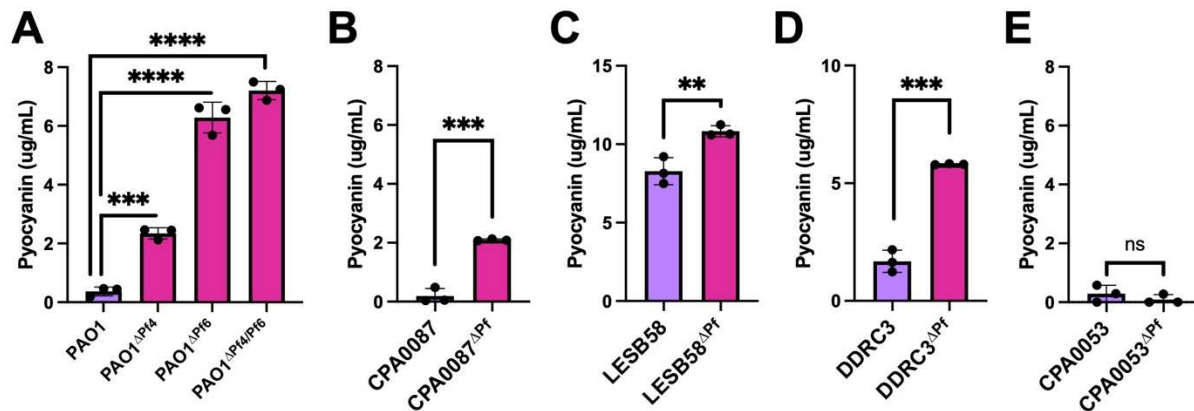 A
Pyocyanin (ug/mL)
8
6
4
2
0
****
****
***
PAO1
PAO1ΔPf4
PAO1ΔPf6
PAO1ΔPf4/Pf6
B
Pyocyanin (ug/mL)
8
6
4
2
0
***
CPA0087
CPA0087ΔPf
C
Pyocyanin (ug/mL)
15
10
5
0
**
LESB58
LESB58ΔPf
D
Pyocyanin (ug/mL)
10
5
0
***
DDRC3
DDRC3ΔPf
E
Pyocyanin (ug/mL)
8
6
4
2
0
ns
CPA0053
CPA0053ΔPf